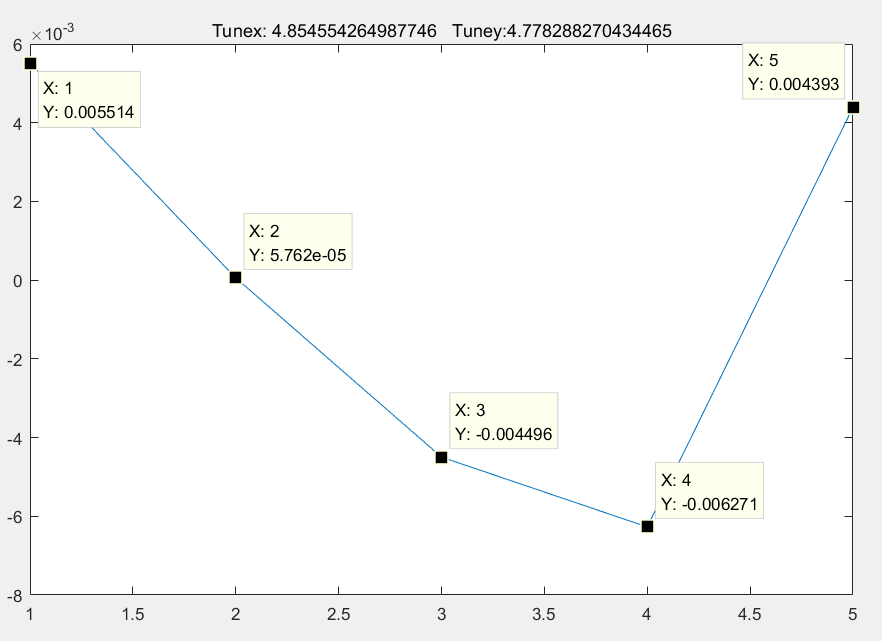 ×10-3
Tunex: 4.854554264987746 Tuney:4.778288270434465
6
X: 1
Y: 0.005514
X: 5
Y: 0.004393
4
2
X: 2
Y: 5.762e-05
0
-2
X: 3
Y: -0.004496
-4
X: 4
Y: -0.006271
-6
-8
1 1.5 2 2.5 3 3.5 4 4.5 5